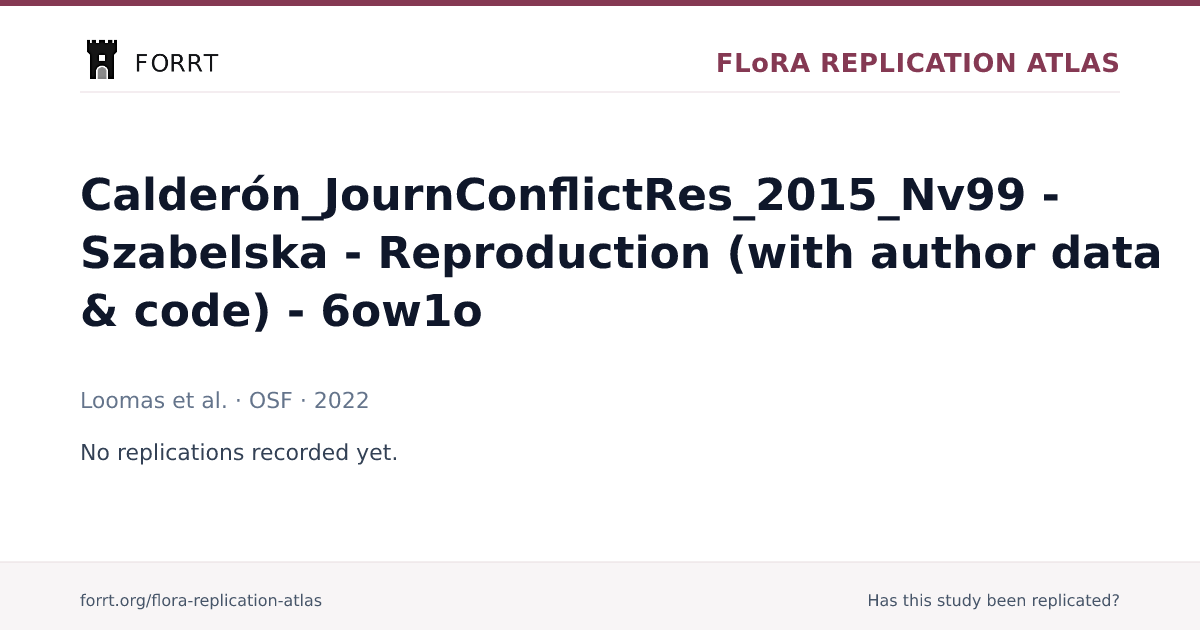 FORRT
FLoRA REPLICATION ATLAS
Calderón_JournConflictRes_2015_Nv99 -
Szabelska - Reproduction (with author data
& code) - 6ow1o
Loomas et al. · OSF · 2022
No replications recorded yet.
forrt.org/flora-replication-atlas
Has this study been replicated?